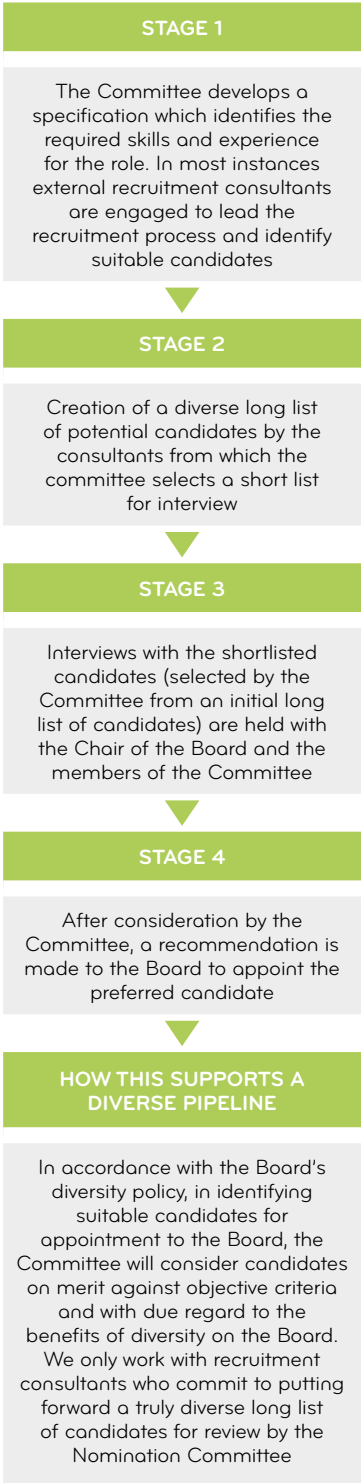 STAGE 1
The Committee develops a
specification which identifies the
required skills and experience
for the role. In most instances
external recruitment consultants
are engaged to lead the
recruitment process and identify
suitable candidates
STAGE 2
Creation of a diverse long list
of potential candidates by the
consultants from which the
committee selects a short list
for interview
STAGE 3
Interviews with the shortlisted
candidates (selected by the
Committee from an initial long
list of candidates) are held with
the Chair of the Board and the
members of the Committee
STAGE 4
After consideration by the
Committee, a recommendation is
made to the Board to appoint the
preferred candidate
HOW THIS SUPPORTS A
DIVERSE PIPELINE
In accordance with the Board's
diversity policy, in identifying
suitable candidates for
appointment to the Board, the
Committee will consider candidates
on merit against objective criteria
and with due regard to the
benefits of diversity on the Board.
We only work with recruitment
consultants who commit to putting
forward a truly diverse long list
of candidates for review by the
Nomination Committee